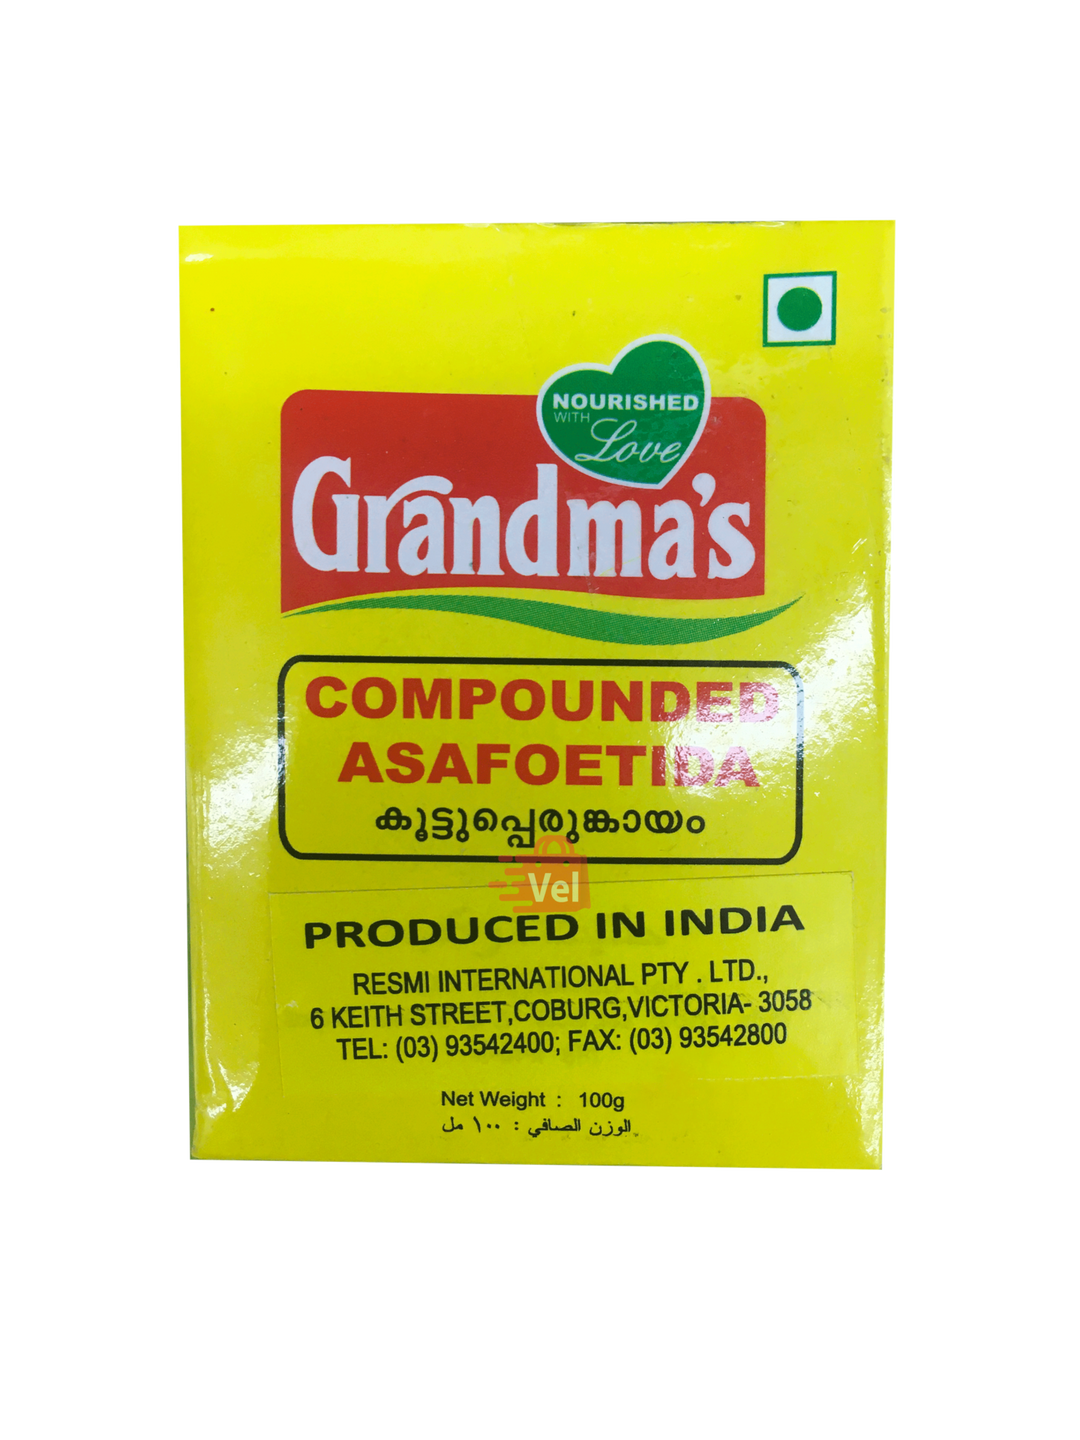 NOURISHED
WITH
Love
Grandma's
COMPOUNDED
ASAFOETIDA
കൂട്ടുപ്പെരുങ്കായം
Vel
PRODUCED IN INDIA
RESMI INTERNATIONAL PTY . LTD.,
6 KEITH STREET,COBURG,VICTORIA- 3058
TEL: (03) 93542400; FAX: (03) 93542800
Net Weight : 100g
الوزن الصافي : ١٠٠ مل